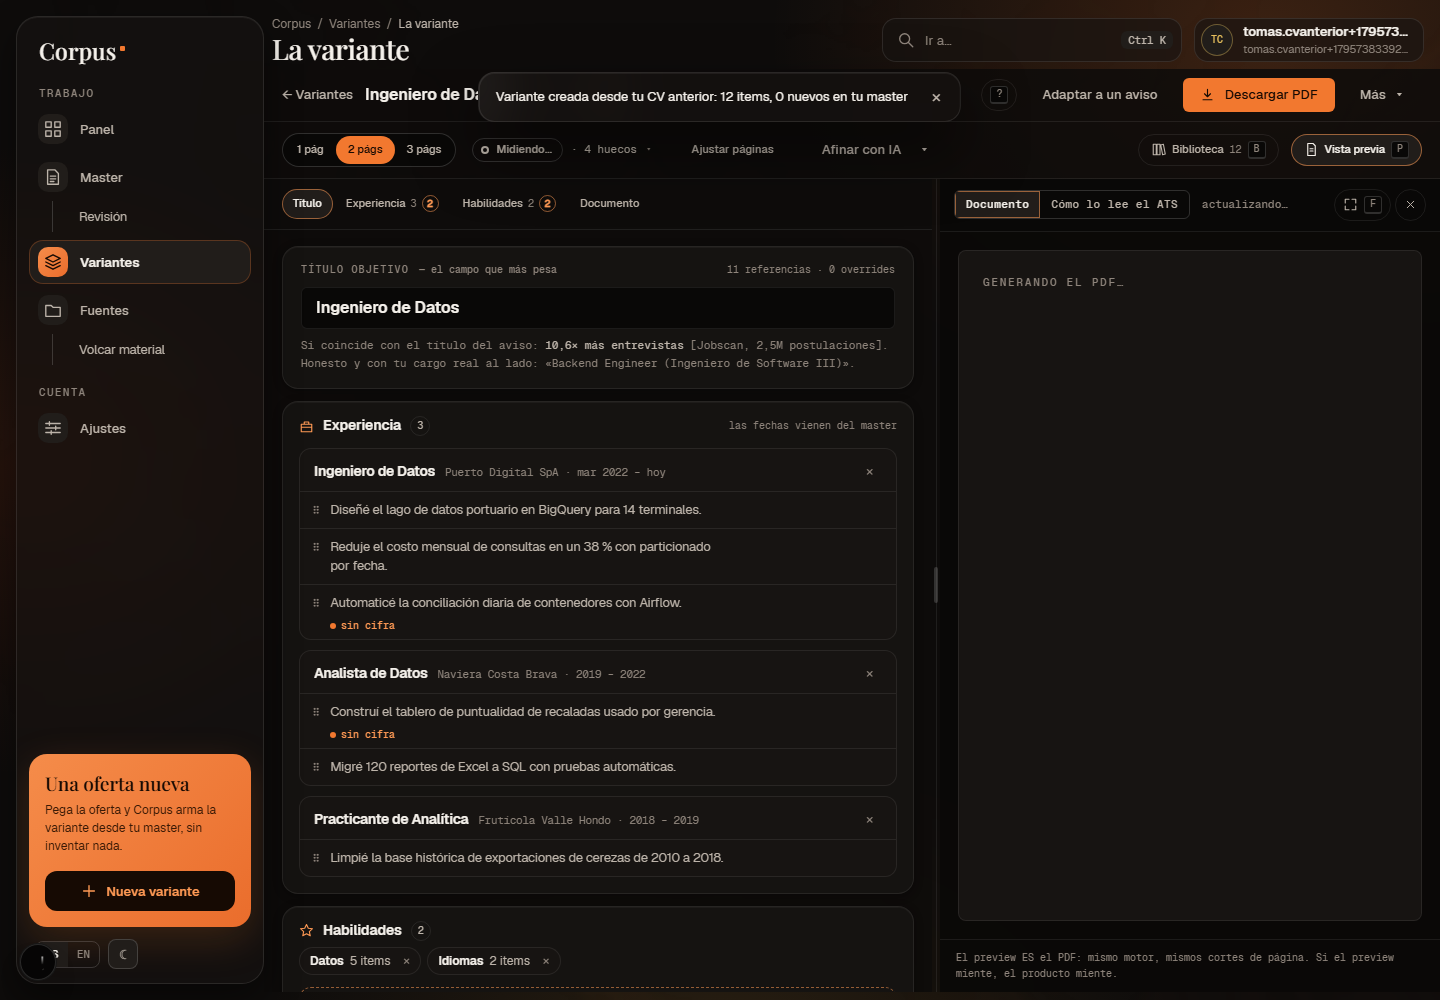 Corpus
TRABAJO
Panel
Master
Revisión
Variantes
Fuentes
Volcar material
CUENTA
Ajustes
Una oferta nueva
Pega la oferta y Corpus arma la
variante desde tu master, sin
inventar nada.
Nueva variante
EN
Corpus / Variantes / La variante
La variante
Ir a...
Ctrl K
TC
tomas.cvanterior+179573...
tomas.cvanterior+17957383392...
← Variantes
Ingeniero de Da
Variante creada desde tu CV anterior: 12 items, 0 nuevos en tu master ×
?
Adaptar a un aviso
Descargar PDF
Más
1 pág 2 págs 3 págs
Midiendo…
· 4 huecos
Ajustar páginas
Afinar con IA
Biblioteca 12 B
Vista previa P
Título
Experiencia 3 2
Habilidades 2 2
Documento
TÍTULO OBJETIVO — el campo que más pesa
11 referencias · 0 overrides
Ingeniero de Datos
Si coincide con el título del aviso: 10,6× más entrevistas [Jobscan, 2,5M postulaciones].
Honesto y con tu cargo real al lado: «Backend Engineer (Ingeniero de Software III)».
Experiencia 3
las fechas vienen del master
Ingeniero de Datos Puerto Digital SpA · mar 2022 – hoy ×
Diseñé el lago de datos portuario en BigQuery para 14 terminales.
Reduje el costo mensual de consultas en un 38 % con particionado
por fecha.
Automaticé la conciliación diaria de contenedores con Airflow.
sin cifra
Analista de Datos Naviera Costa Brava · 2019 – 2022 ×
Construí el tablero de puntualidad de recaladas usado por gerencia.
sin cifra
Migré 120 reportes de Excel a SQL con pruebas automáticas.
Practicante de Analítica Frutícola Valle Hondo · 2018 – 2019 ×
Limpié la base histórica de exportaciones de cerezas de 2010 a 2018.
Habilidades 2
Datos 5 items ×
Idiomas 2 items ×
Documento
Cómo lo lee el ATS
actualizando…
F
×
GENERANDO EL PDF…
El preview ES el PDF: mismo motor, mismos cortes de página. Si el preview
miente, el producto miente.